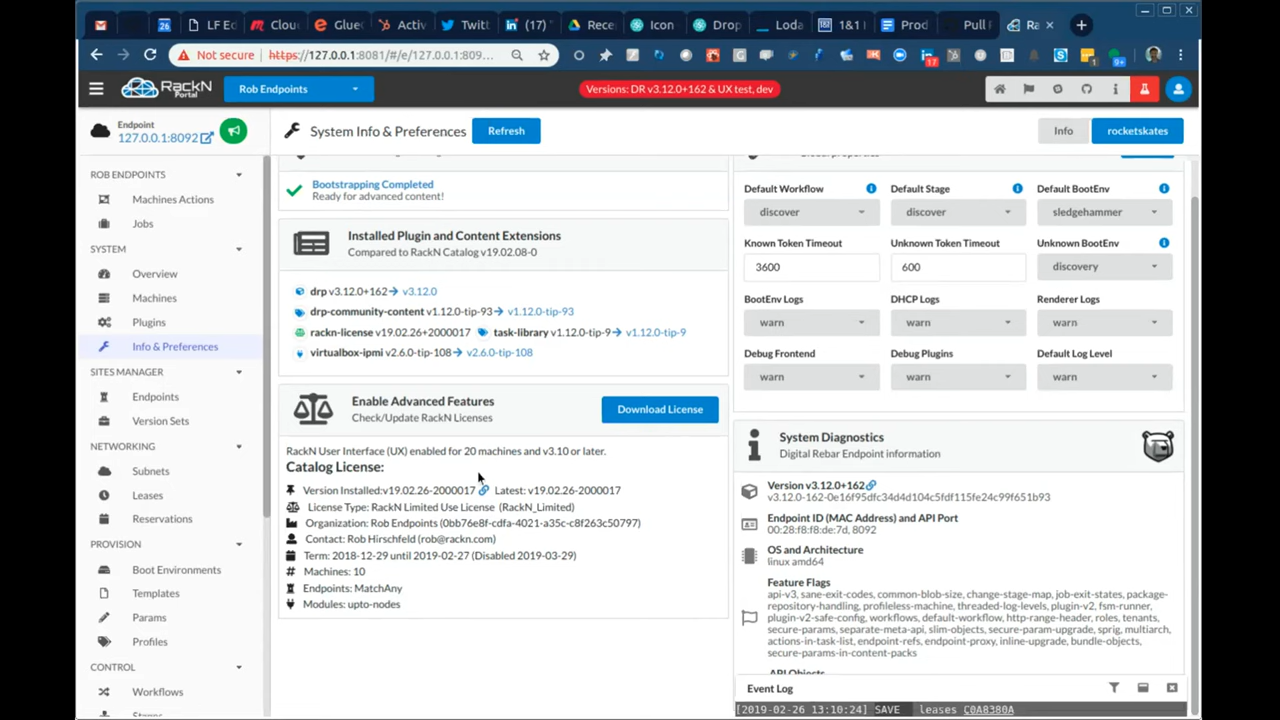 LF Ed
Clou
Glue
Activ
Twitt
(17)
Rece
Icon
Drop
Loda
1&1
Prod
Pull
Ra
Not secure
https://127.0.0.1:8081/#/e/127.0.0.1:809...
RackN
Portal
Rob Endpoints
Versions: DR v3.12.0+162 & UX test, dev
Endpoint
127.0.0.1:8092
System Info & Preferences
Refresh
Info
rocketskates
ROB ENDPOINTS
Machines Actions
Jobs
SYSTEM
Overview
Machines
Plugins
Info & Preferences
SITES MANAGER
Endpoints
Version Sets
NETWORKING
Subnets
Leases
Reservations
PROVISION
Boot Environments
Templates
Params
Profiles
CONTROL
Workflows
Stages
Bootstrapping Completed
Ready for advanced content!
Installed Plugin and Content Extensions
Compared to RackN Catalog v19.02.08-0
drp v3.12.0+162 v3.12.0
drp-community-content v1.12.0-tip-93 v1.12.0-tip-93
rackn-license v19.02.26+2000017 task-library v1.12.0-tip-9 v1.12.0-tip-9
virtualbox-ipmi v2.6.0-tip-108 v2.6.0-tip-108
Enable Advanced Features
Check/Update RackN Licenses
Download License
RackN User Interface (UX) enabled for 20 machines and v3.10 or later.
Catalog License:
Version Installed:v19.02.26-2000017 Latest: v19.02.26-2000017
License Type: RackN Limited Use License (RackN_Limited)
Organization: Rob Endpoints (0bb76e8f-cdfa-4021-a35c-c8f263c50797)
Contact: Rob Hirschfeld (rob@rackn.com)
Term: 2018-12-29 until 2019-02-27 (Disabled 2019-03-29)
Machines: 10
Endpoints: MatchAny
Modules: upto-nodes
Global properties
Default Workflow Default Stage Default BootEnv
discover discover sledgehammer
Known Token Timeout Unknown Token Timeout Unknown BootEnv
3600 600 discovery
BootEnv Logs DHCP Logs Renderer Logs
warn warn warn
Debug Frontend Debug Plugins Default Log Level
warn warn warn
System Diagnostics
Digital Rebar Endpoint information
Version v3.12.0+162
v3.12.0-162-0e16f95dfc34d4d104c5fdf115fe24c99f651b93
Endpoint ID (MAC Address) and API Port
00:28:f8:f8:de:7d, 8092
OS and Architecture
linux amd64
Feature Flags
api-v3, sane-exit-codes, common-blob-size, change-stage-map, job-exit-states, package-
repository-handling, profileless-machine, threaded-log-levels, plugin-v2, fsm-runner,
plugin-v2-safe-config, workflows, default-workflow, http-range-header, roles, tenants,
secure-params, separate-meta-api, slim-objects, secure-param-upgrade, sprig, multiarch,
actions-in-task-list, endpoint-refs, endpoint-proxy, inline-upgrade, bundle-objects,
secure-params-in-content-packs
API Objects
Event Log
[2019-02-26 13:10:24] SAVE leases C0A8380A